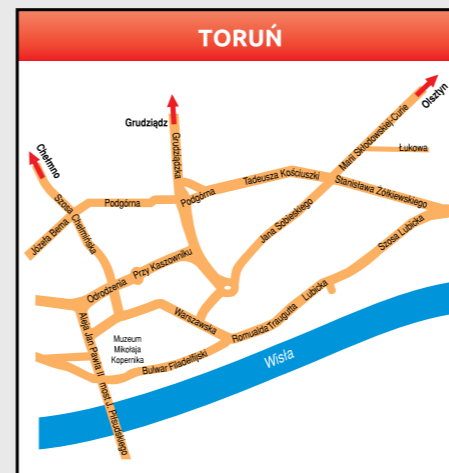 TORUŃ
Olsztyn
Grudziądz
Chełmno
Grudziądzka
Marii Skłodowskiej-Curie
Łukowa
Szosa Chełmińska
Tadeusza Kościuszki
Stanisława Żółkiewskiego
Podgórna
Podgórna
Józefa Bema
Jana Sobieskiego
Szosa Lubicka
Przy Kaszowniku
Odrodzenia
Lubicka
Warszawska
Romualda Traugutta
Aleja Jan Pawła II
Muzeum
Mikołaja
Kopernika
Bulwar Filadelfijski
Wisła
most J. Piłsudskiego